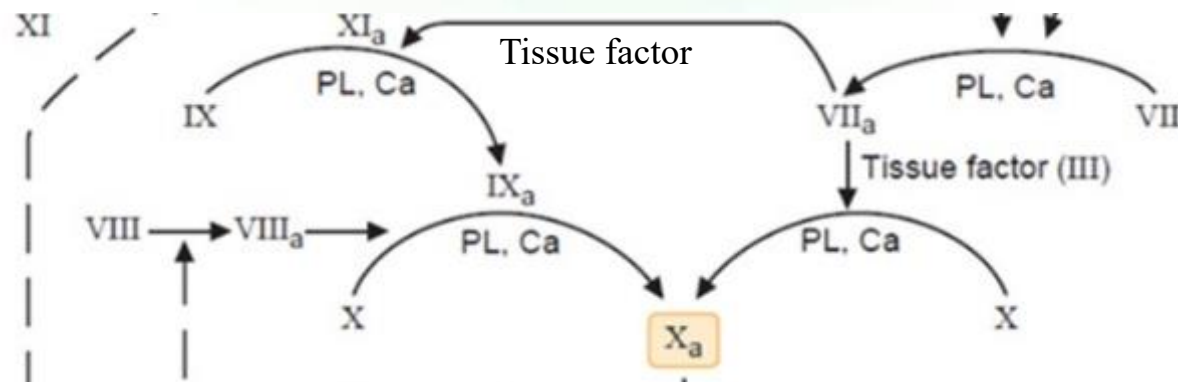 XI
XIa
Tissue factor
PL, Ca
PL, Ca
IX
VIIa
VII
Tissue factor (III)
IXa
VIII
VIIIa
PL, Ca
PL, Ca
X
X
Xa